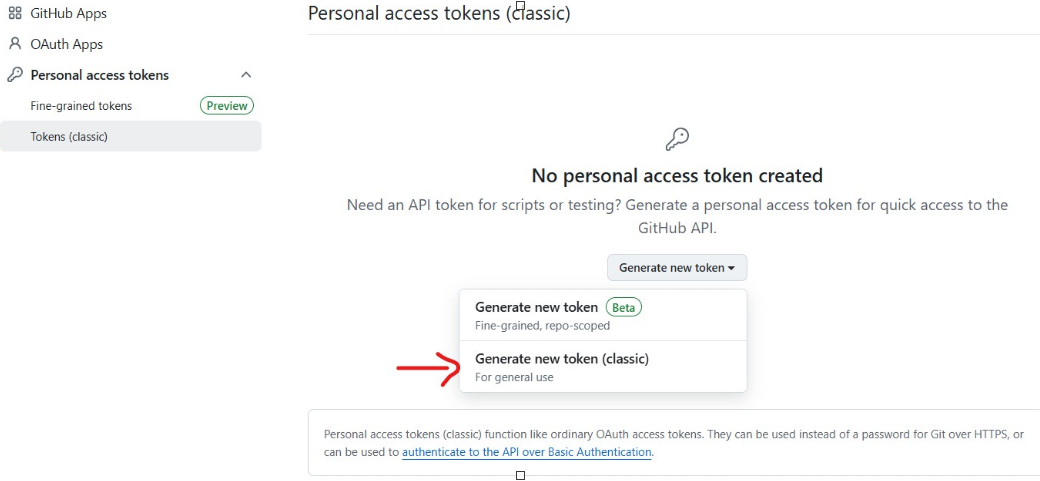 GitHub Apps
OAuth Apps
Personal access tokens
Fine-grained tokens Preview
Tokens (classic)
Personal access tokens (classic)
No personal access token created
Need an API token for scripts or testing? Generate a personal access token for quick access to the
GitHub API.
Generate new token
Generate new token Beta
Fine-grained, repo-scoped
Generate new token (classic)
For general use
Personal access tokens (classic) function like ordinary OAuth access tokens. They can be used instead of a password for Git over HTTPS, or
can be used to authenticate to the API over Basic Authentication.